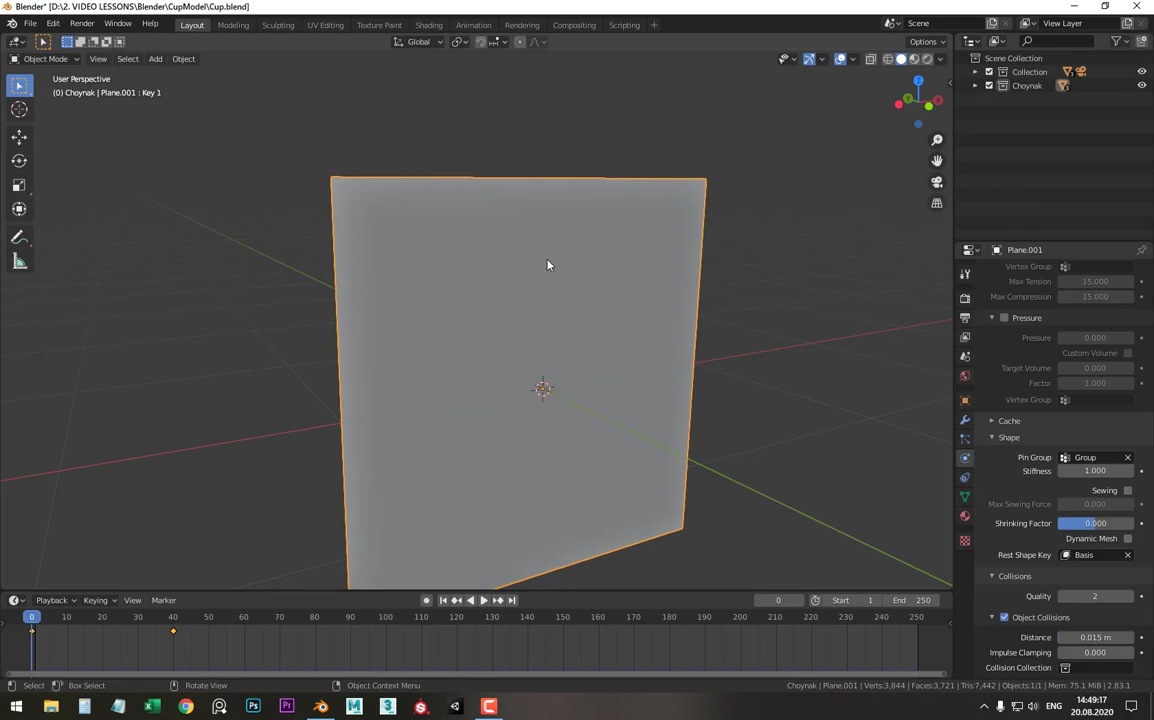 Blender* [D:\2. VIDEO LESSONS\Blender\CupModel\Cup.blend]
File Edit Render Window Help Layout Modeling Sculpting UV Editing Texture Paint Shading Animation Rendering Compositing Scripting + Scene View Layer
Global Options
Object Mode View Select Add Object
User Perspective
(0) Choynak | Plane.001 : Key 1
Z
Y
X
Scene Collection
Collection
Choynak
Plane.001
Vertex Group
Max Tension 15.000
Max Compression 15.000
Pressure
Pressure 0.000
Custom Volume
Target Volume 0.000
Factor 1.000
Vertex Group
Cache
Shape
Pin Group Group
Stiffness 1.000
Sewing
Max Sewing Force 0.000
Shrinking Factor 0.000
Dynamic Mesh
Rest Shape Key Basis
Collisions
Quality 2
Object Collisions
Distance 0.015 m
Impulse Clamping 0.000
Collision Collection
Playback Keying View Marker 0 Start 1 End 250
0 10 20 30 40 50 60 70 80 90 100 110 120 130 140 150 160 170 180 190 200 210 220 230 240 250
Select Box Select Rotate View Object Context Menu Choynak | Plane.001 | Verts:3,844 | Faces:3,721 | Tris:7,442 | Objects:1/1 | Mem: 75.1 MiB | 2.83.1
ENG 14:49:17
20.08.2020